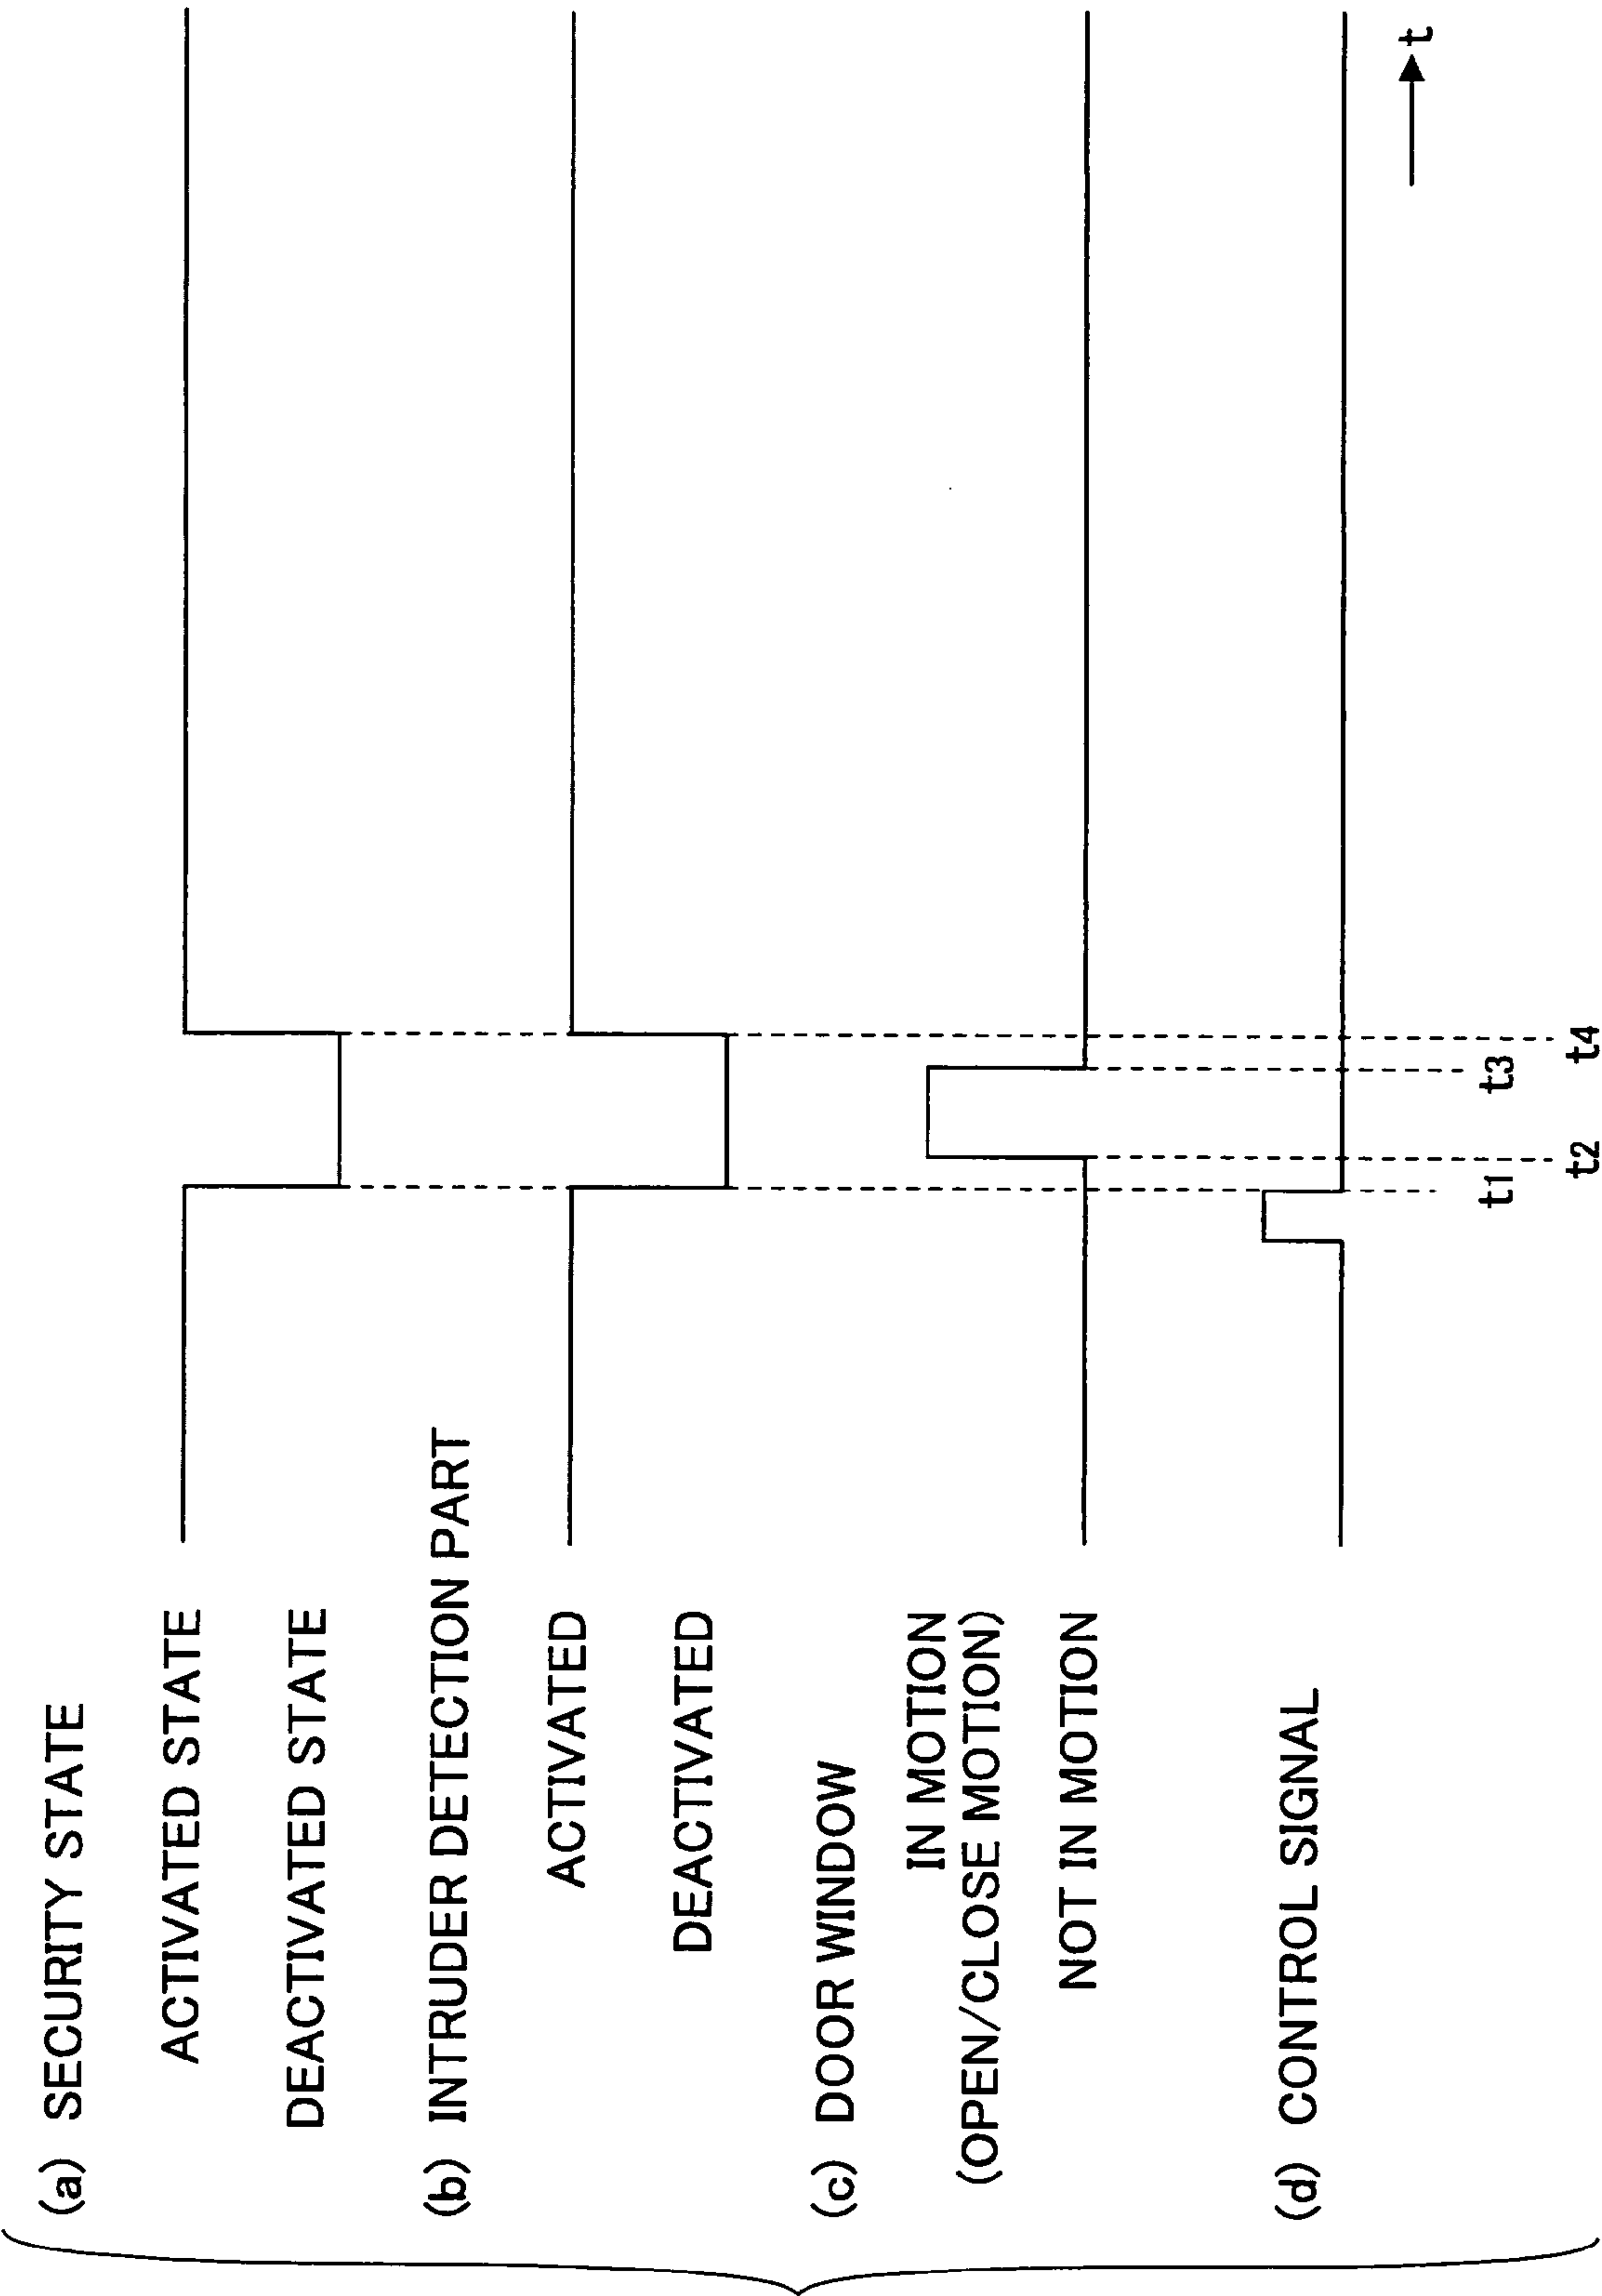 (a) SECURITY STATE
ACTIVATED STATE
DEACTIVATED STATE
(b) INTRUDER DETECTION PART
ACTIVATED
DEACTIVATED
(c) DOOR WINDOW
IN MOTION
(OPEN/CLOSE MOTION)
NOT IN MOTION
(d) CONTROL SIGNAL
t
t1 t3
t2 t4